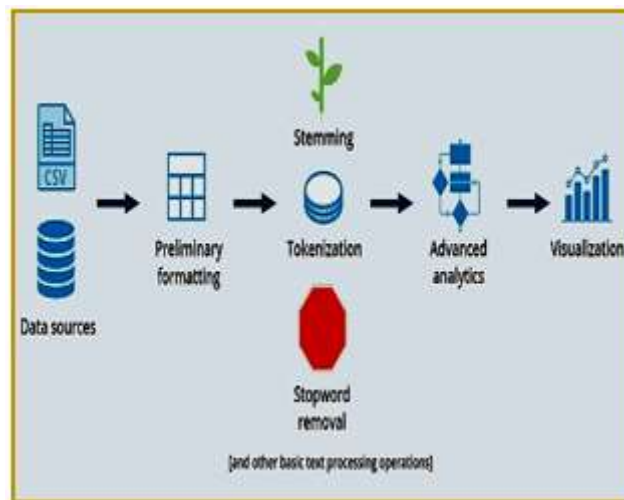 CSV
Data sources
Preliminary
formatting
Stemming
Tokenization
Stopword
removal
[and other basic text processing operations]
Advanced
analytics
Visualization